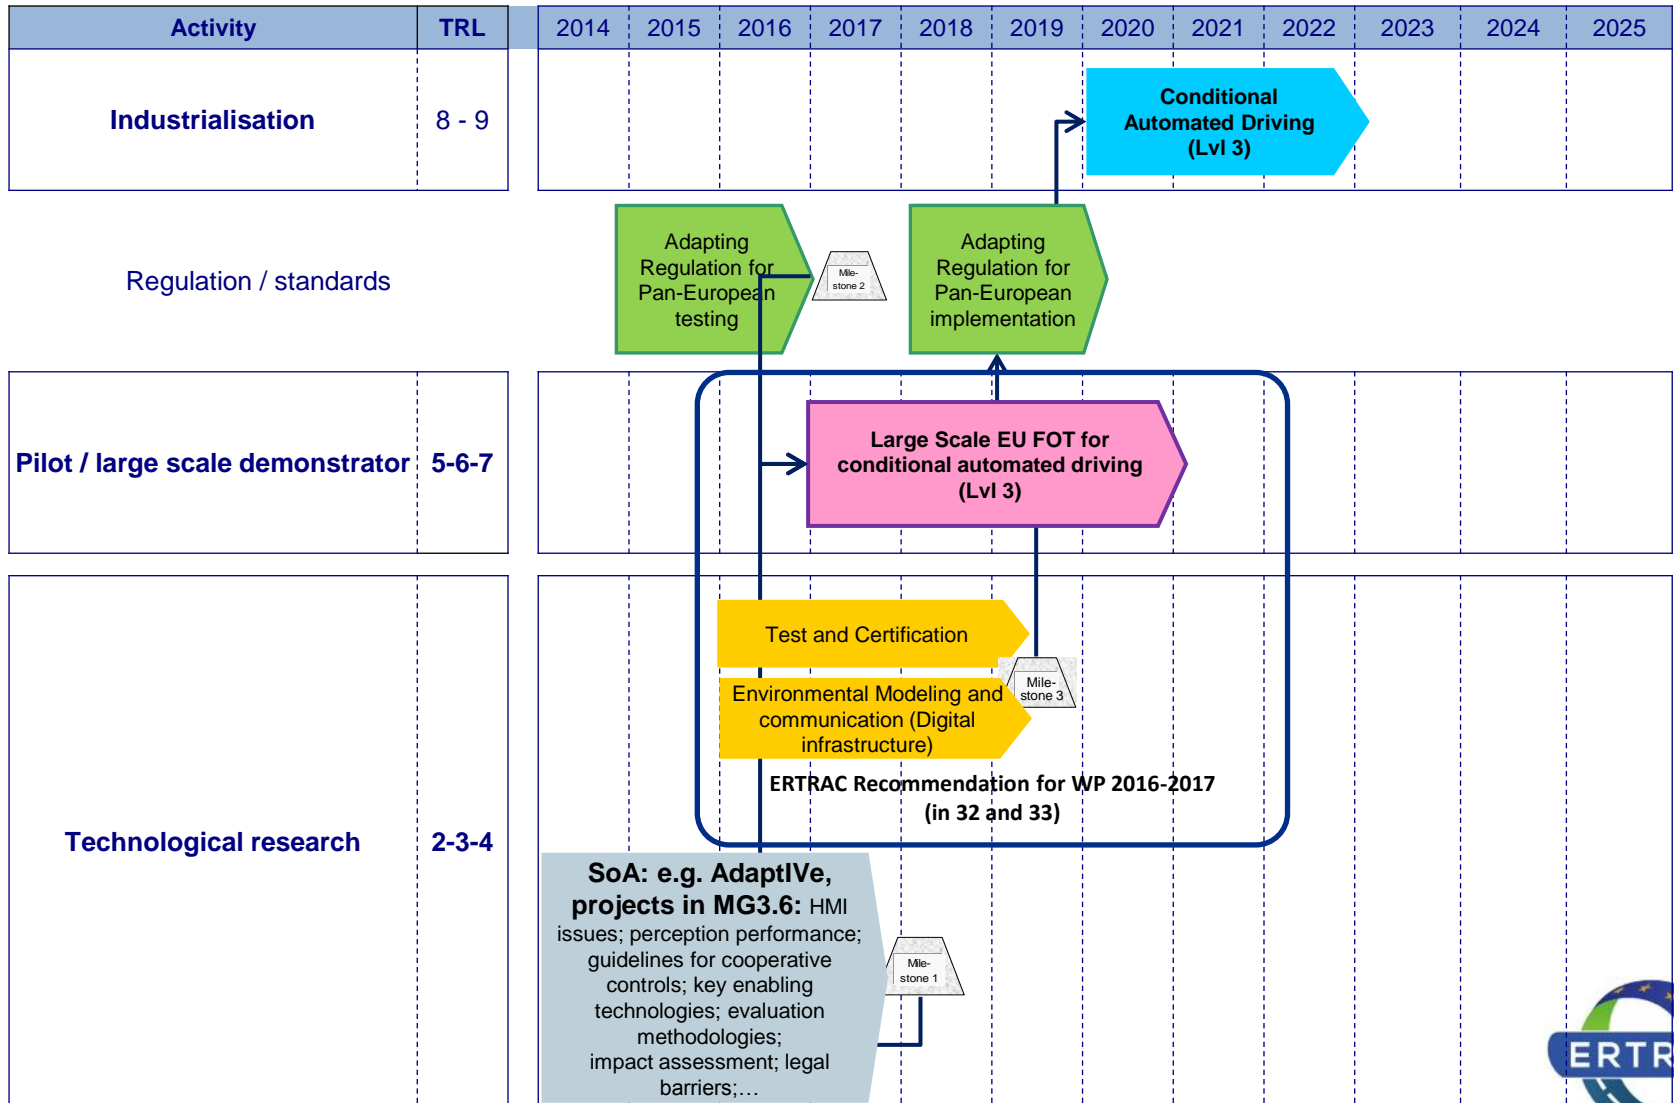 Activity TRL 2014 2015 2016 2017 2018 2019 2020 2021 2022 2023 2024 2025
Industrialisation 8 - 9
Conditional
Automated Driving
(Lvl 3)
Regulation / standards
Adapting
Regulation for
Pan-European
testing
Mile-
stone 2
Adapting
Regulation for
Pan-European
implementation
Pilot / large scale demonstrator 5-6-7
Large Scale EU FOT for
conditional automated driving
(Lvl 3)
Technological research 2-3-4
Test and Certification
Mile-
stone 3
Environmental Modeling and
communication (Digital
infrastructure)
ERTRAC Recommendation for WP 2016-2017
(in 32 and 33)
SoA: e.g. AdaptIVe,
projects in MG3.6: HMI
issues; perception performance;
guidelines for cooperative
controls; key enabling
technologies; evaluation
methodologies;
impact assessment; legal
barriers;…
Mile-
stone 1
ERTR